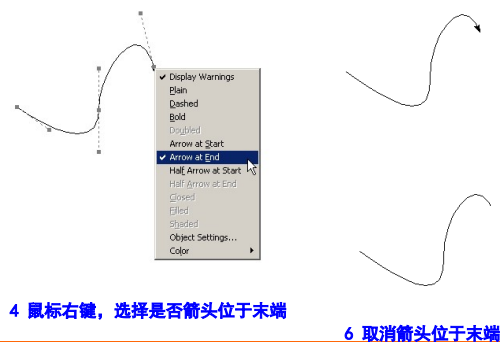 Display Warnings
Plain
Dashed
Bold
Doubled
Arrow at Start
Arrow at End
Half Arrow at Start
Half Arrow at End
Closed
Filled
Shaded
Object Settings...
Color
4 鼠标右键，选择是否箭头位于末端
6 取消箭头位于末端